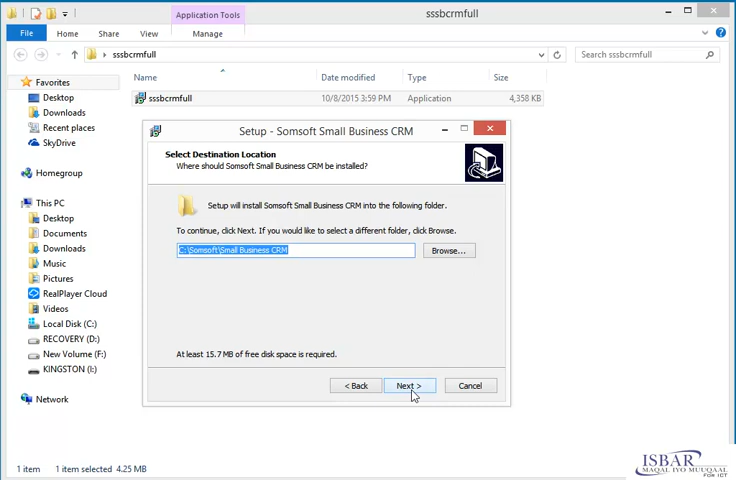 Application Tools
sssbcrmfull
File
Home
Share
View
Manage
sssbcrmfull
Search sssbcrmfull
Favorites
Desktop
Downloads
Recent places
SkyDrive
Homegroup
This PC
Desktop
Documents
Downloads
Music
Pictures
RealPlayer Cloud
Videos
Local Disk (C:)
RECOVERY (D:)
New Volume (F:)
KINGSTON (I:)
Network
Name Date modified Type Size
sssbcrmfull 10/8/2015 3:59 PM Application 4,358 KB
Setup - Somsoft Small Business CRM
Select Destination Location
Where should Somsoft Small Business CRM be installed?
Setup will install Somsoft Small Business CRM into the following folder.
To continue, click Next. If you would like to select a different folder, click Browse.
C:\Somsoft\Small Business CRM
Browse...
At least 15.7 MB of free disk space is required.
< Back
Next >
Cancel
1 item 1 item selected 4.25 MB
ISBAR
MAQAL IYO MUUQAAL
FOR ICT